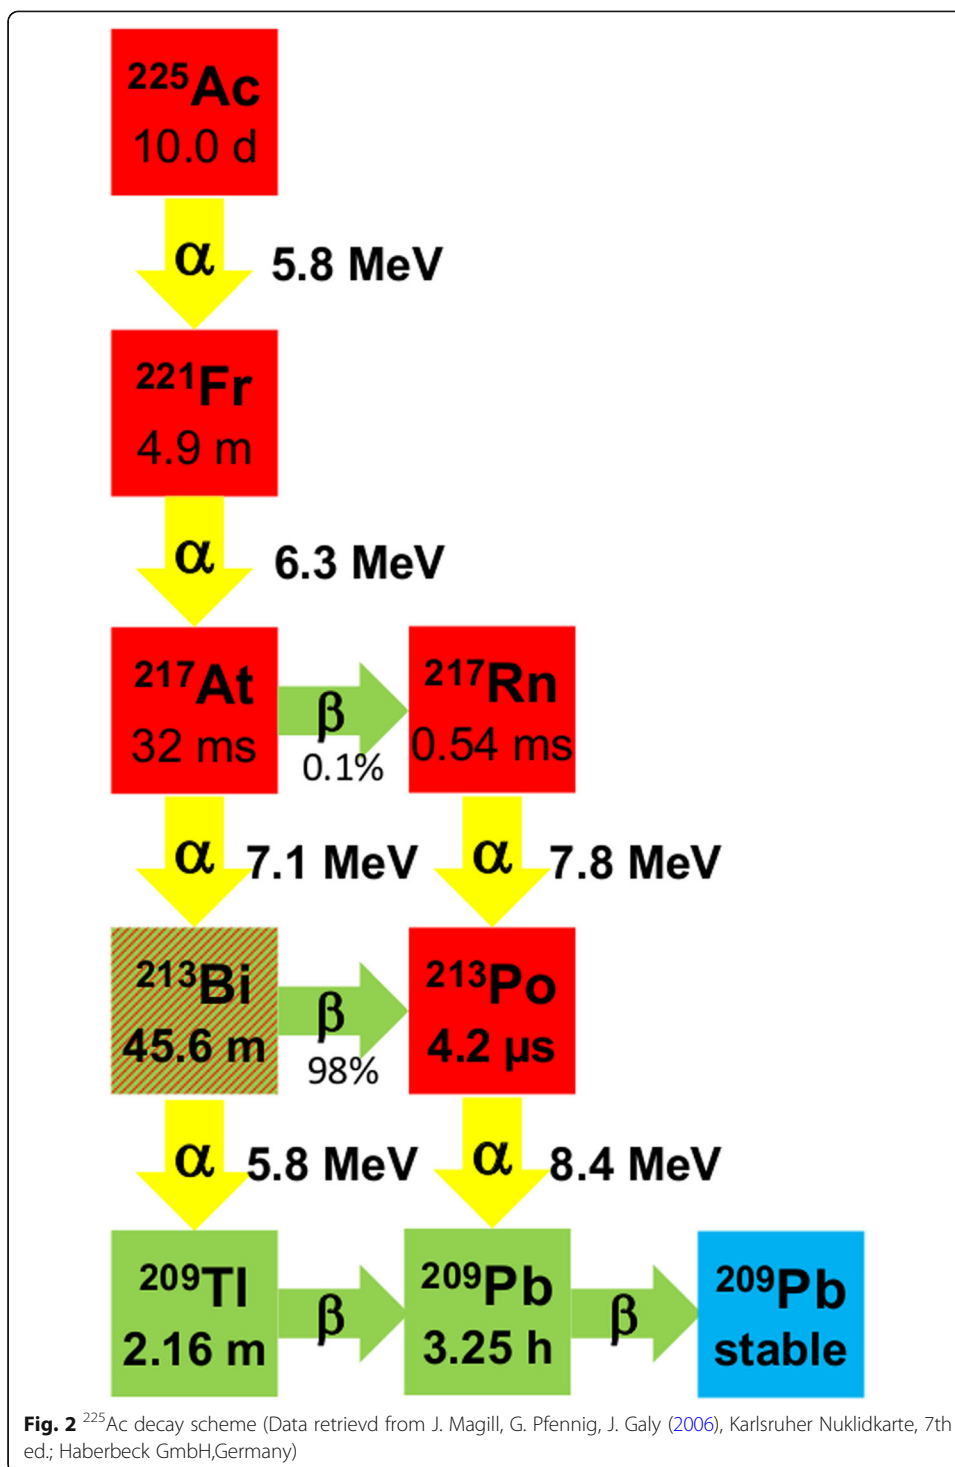 ²²⁵Ac
10.0 d
α 5.8 MeV
²²¹Fr
4.9 m
α 6.3 MeV
²¹⁷At β ²¹⁷Rn
32 ms 0.1% 0.54 ms
α 7.1 MeV α 7.8 MeV
²¹³Bi β ²¹³Po
45.6 m 98% 4.2 µs
α 5.8 MeV α 8.4 MeV
²⁰⁹Tl β ²⁰⁹Pb β ²⁰⁹Pb
2.16 m 3.25 h stable
Fig. 2 ²²⁵Ac decay scheme (Data retrievd from J. Magill, G. Pfennig, J. Galy (2006), Karlsruher Nuklidkarte, 7th
ed.; Haberbeck GmbH,Germany)